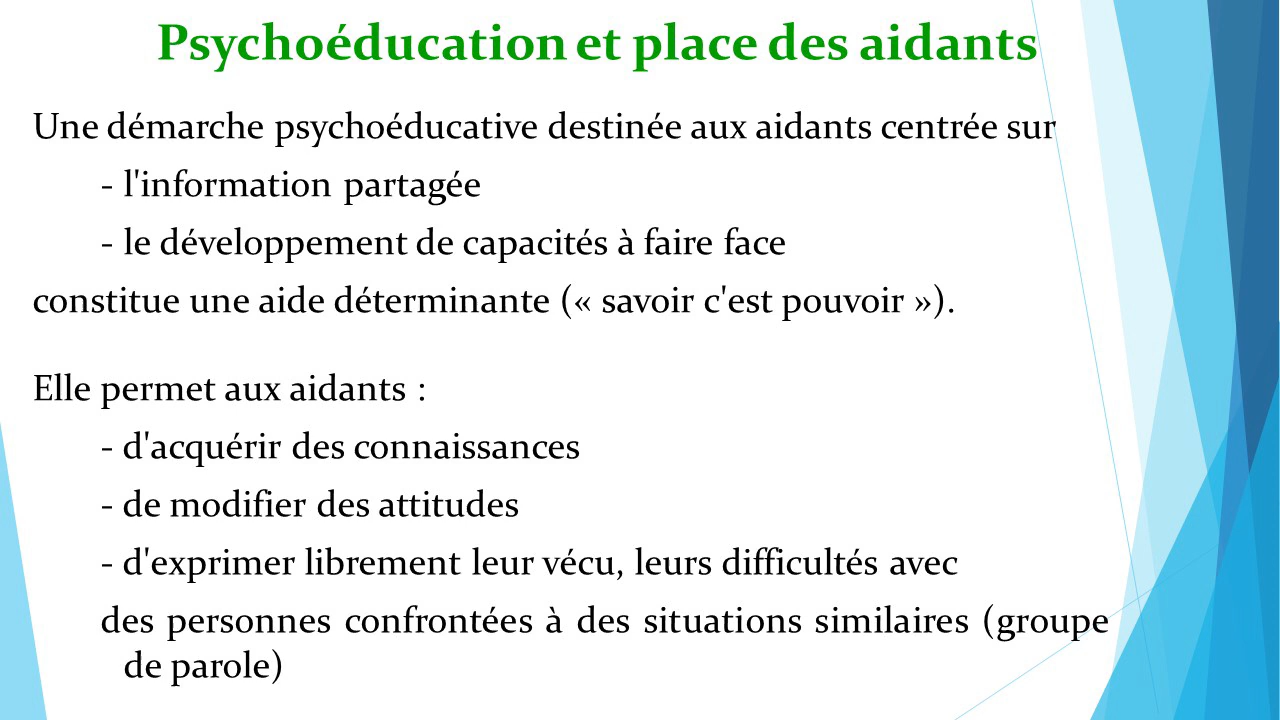 Psychoéducation et place des aidants
Une démarche psychoéducative destinée aux aidants centrée sur
- l'information partagée
- le développement de capacités à faire face
constitue une aide déterminante (« savoir c'est pouvoir »).
Elle permet aux aidants :
- d'acquérir des connaissances
- de modifier des attitudes
- d'exprimer librement leur vécu, leurs difficultés avec
des personnes confrontées à des situations similaires (groupe
de parole)